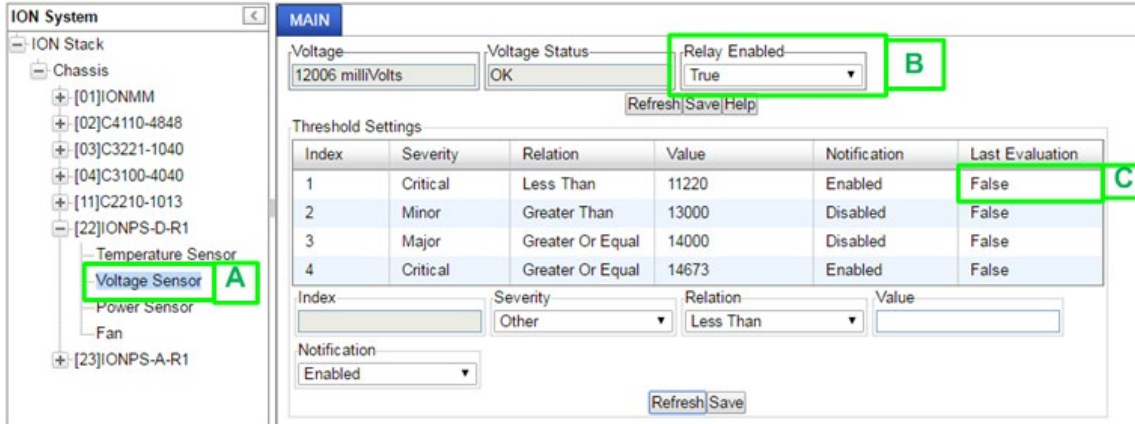 ION System
<
ION Stack
Chassis
[01]IONMM
[02]C4110-4848
[03]C3221-1040
[04]C3100-4040
[11]C2210-1013
[22]IONPS-D-R1
Temperature Sensor
Voltage Sensor
A
Power Sensor
Fan
[23]IONPS-A-R1
MAIN
Voltage Voltage Status Relay Enabled
12006 milliVolts OK True
B
Refresh Save Help
Threshold Settings
Index Severity Relation Value Notification Last Evaluation
1 Critical Less Than 11220 Enabled False
C
2 Minor Greater Than 13000 Disabled False
3 Major Greater Or Equal 14000 Disabled False
4 Critical Greater Or Equal 14673 Enabled False
Index Severity Relation Value
Other Less Than
Notification
Enabled
Refresh Save